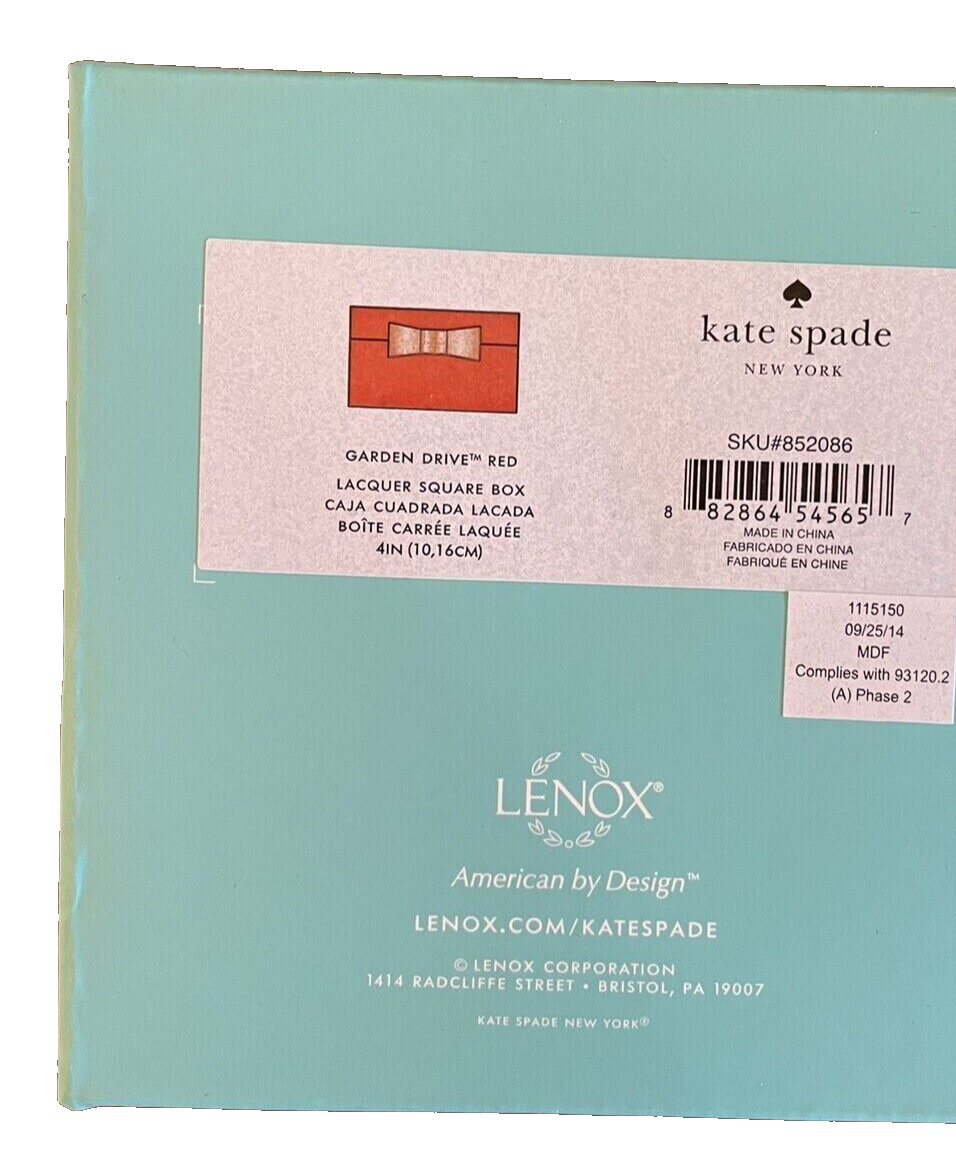 kate spade
NEW YORK
GARDEN DRIVE™ RED
LACQUER SQUARE BOX
CAJA CUADRADA LACADA
BOÎTE CARRÉE LAQUÉE
4IN (10,16CM)
SKU#852086
8 82864 54565 7
MADE IN CHINA
FABRICADO EN CHINA
FABRIQUÉ EN CHINE
1115150
09/25/14
MDF
Complies with 93120.2
(A) Phase 2
LENOX®
American by Design™
LENOX.COM/KATESPADE
© LENOX CORPORATION
1414 RADCLIFFE STREET • BRISTOL, PA 19007
KATE SPADE NEW YORK®